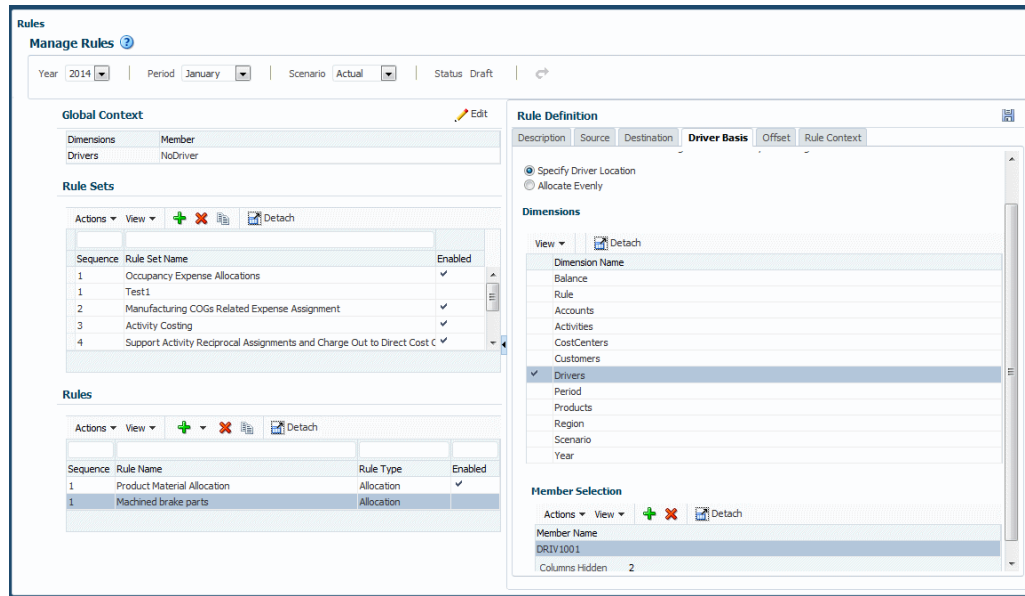 Rules
Manage Rules ?
Year 2014 Period January Scenario Actual Status Draft
Global Context Edit
Dimensions Member
Drivers NoDriver
Rule Sets
Actions View Detach
Sequence Rule Set Name Enabled
1 Occupancy Expense Allocations
1 Test1
2 Manufacturing COGs Related Expense Assignment
3 Activity Costing
4 Support Activity Reciprocal Assignments and Charge Out to Direct Cost C
Rules
Actions View Detach
Sequence Rule Name Rule Type Enabled
1 Product Material Allocation Allocation
1 Machined brake parts Allocation
Rule Definition
Description Source Destination Driver Basis Offset Rule Context
Specify Driver Location
Allocate Evenly
Dimensions
View Detach
Dimension Name
Balance
Rule
Accounts
Activities
CostCenters
Customers
Drivers
Period
Products
Region
Scenario
Year
Member Selection
Actions View Detach
Member Name
DRIV1001
Columns Hidden 2